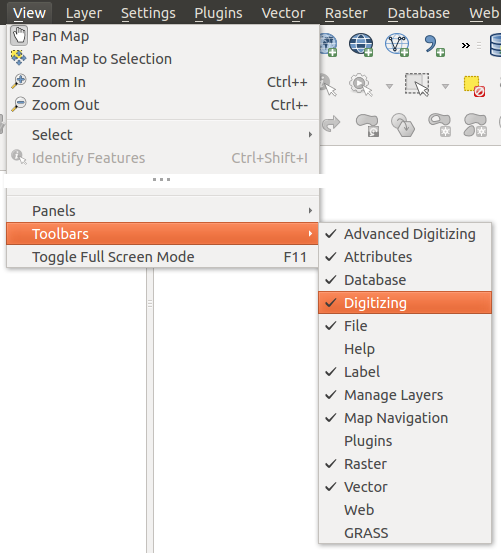 View Layer Settings Plugins Vector Raster Database Web
Pan Map
Pan Map to Selection
Zoom In Ctrl++
Zoom Out Ctrl+-
Select
Identify Features Ctrl+Shift+I
...
Panels
Toolbars
Toggle Full Screen Mode F11
Advanced Digitizing
Attributes
Database
Digitizing
File
Help
Label
Manage Layers
Map Navigation
Plugins
Raster
Vector
Web
GRASS